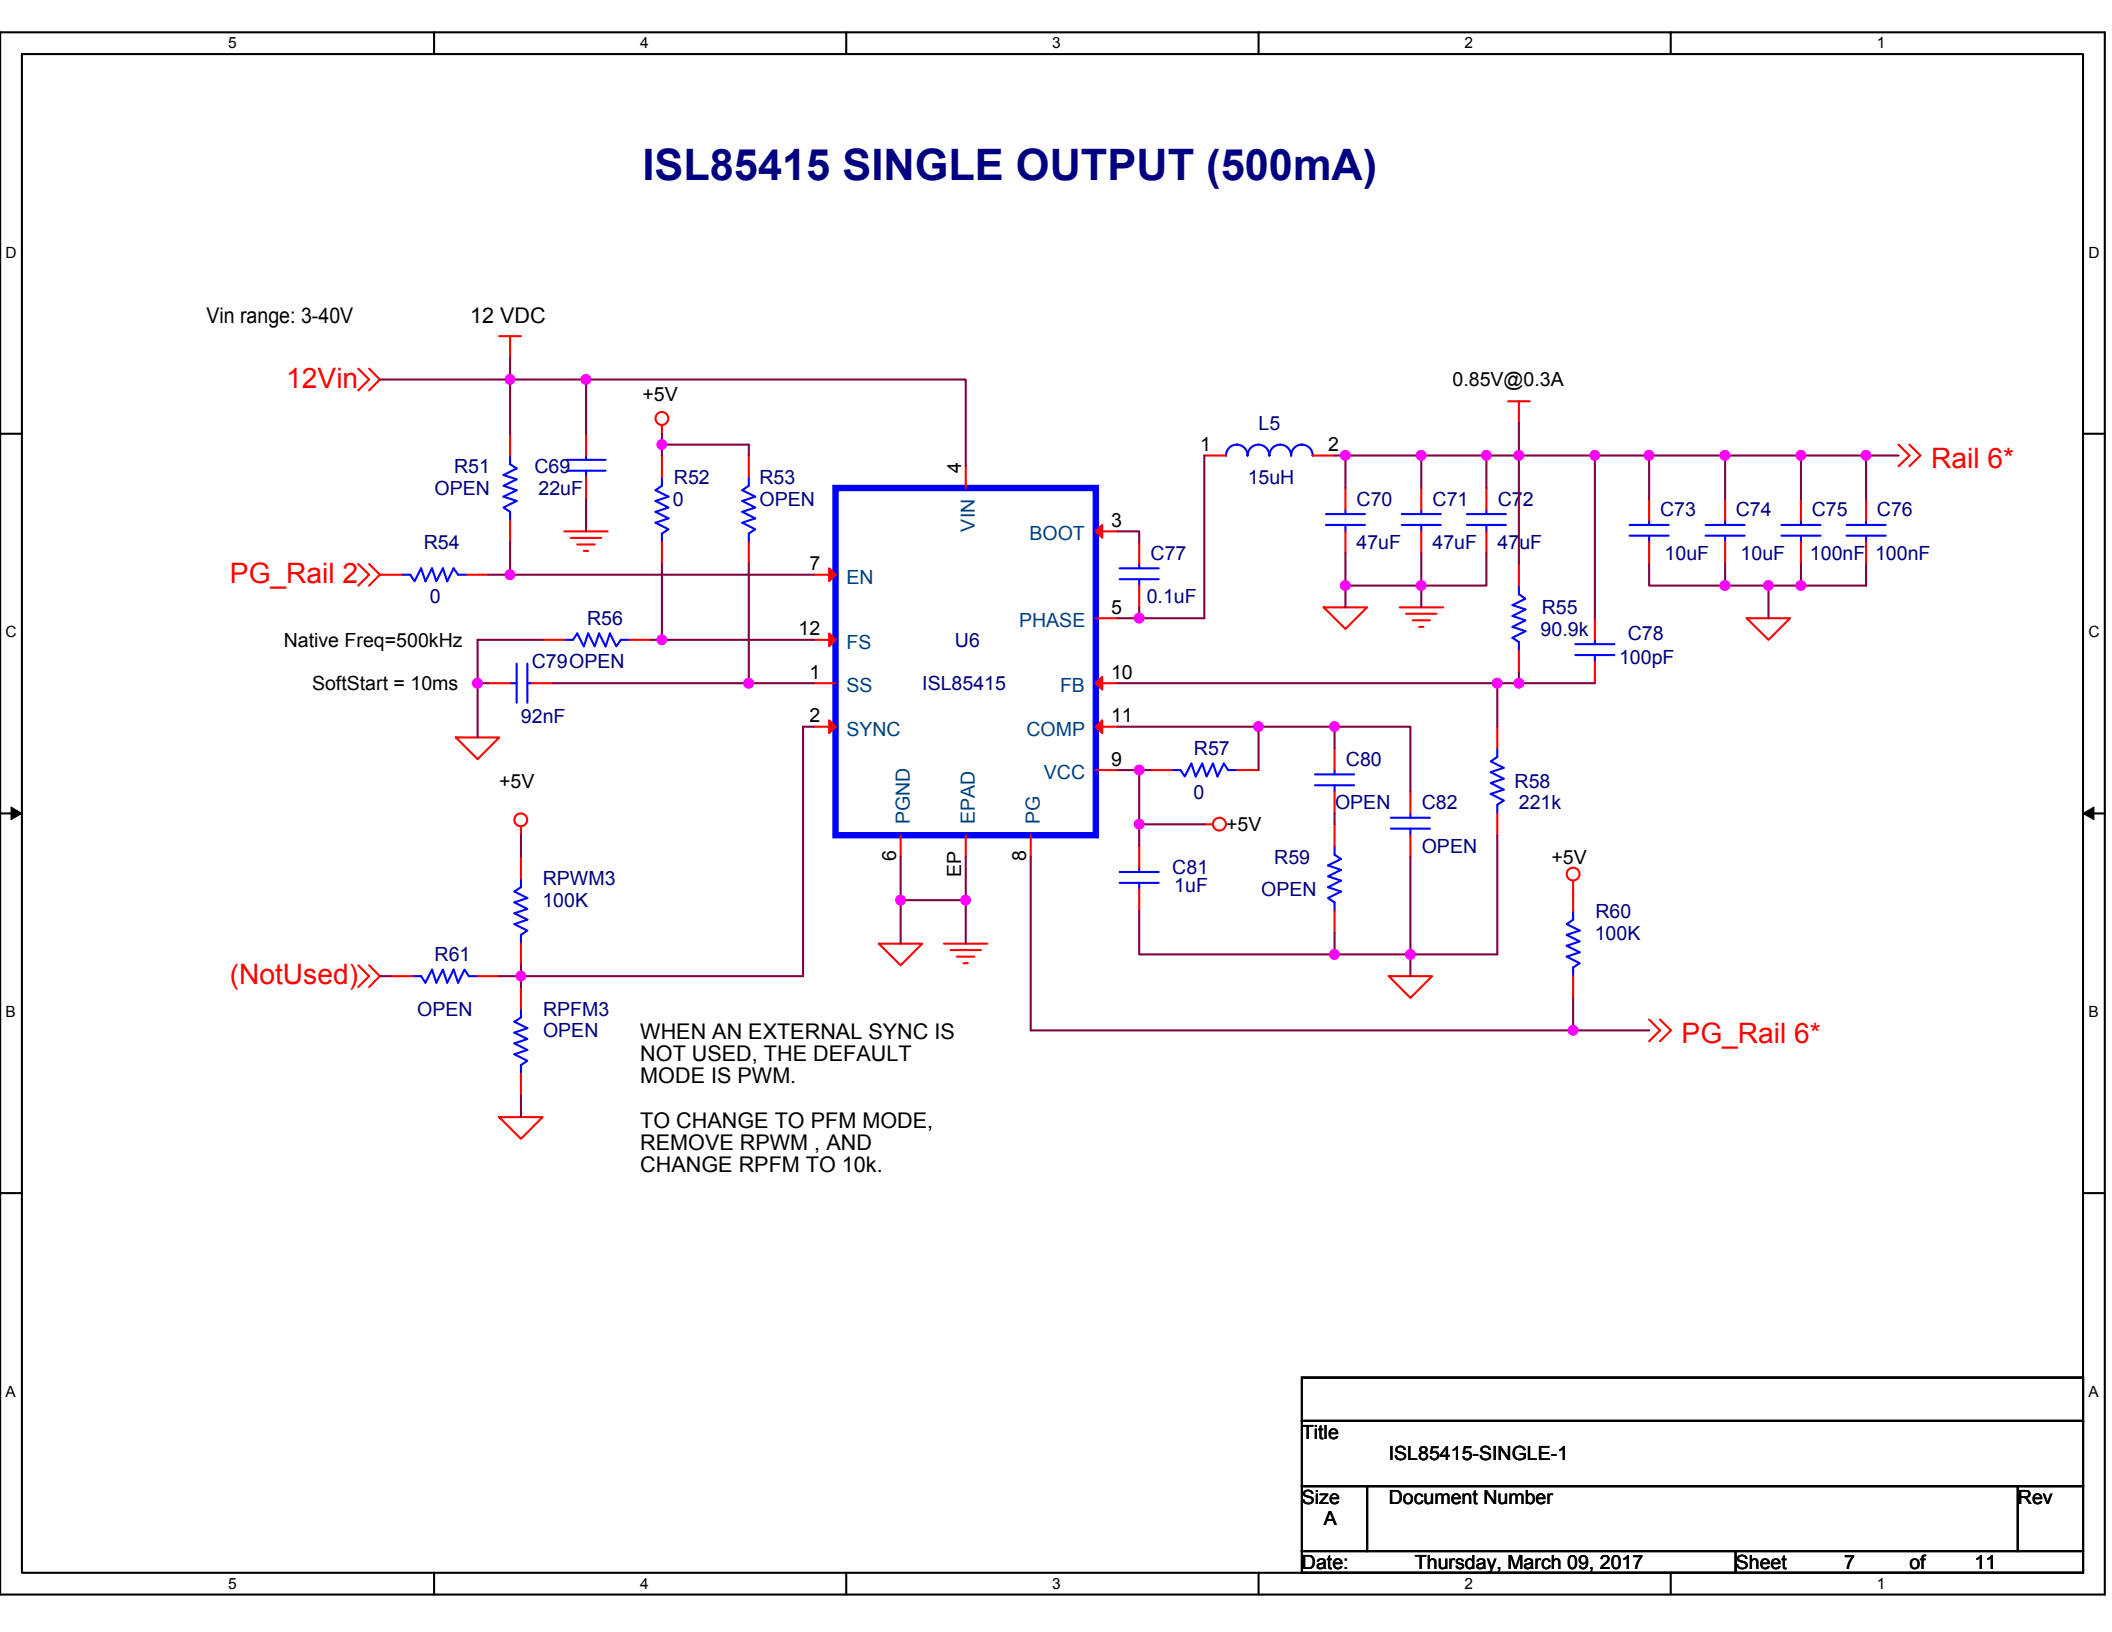 5 4 3 2 1
ISL85415 SINGLE OUTPUT (500mA)
D D
Vin range: 3-40V
12 VDC
12Vin
+5V
0.85V@0.3A
L5
1 2
15uH
Rail 6*
R51
OPEN
C69
22uF
R52
0
R53
OPEN
4
VIN
BOOT
3
C77
0.1uF
C70
47uF
C71
47uF
C72
47uF
C73
10uF
C74
10uF
C75
100nF
C76
100nF
R54
PG_Rail 2
0
7
EN
PHASE
5
R55
90.9k
C78
100pF
C C
R56
OPEN
Native Freq=500kHz
12
FS
U6
ISL85415
C79
SoftStart = 10ms
92nF
1
SS
FB
10
2
SYNC
COMP
11
R57
0
VCC
9
C80
OPEN
C82
OPEN
R58
221k
PGND
EPAD
PG
6
EP
8
+5V
C81
1uF
R59
OPEN
+5V
R60
100K
+5V
RPWM3
100K
(NotUsed)
R61
OPEN
RPFM3
OPEN
B B
PG_Rail 6*
WHEN AN EXTERNAL SYNC IS
NOT USED, THE DEFAULT
MODE IS PWM.
TO CHANGE TO PFM MODE,
REMOVE RPWM , AND
CHANGE RPFM TO 10k.
A A
Title
ISL85415-SINGLE-1
Size
A
Document Number
Rev
Date: Thursday, March 09, 2017 Sheet 7 of 11
5 4 3 2 1